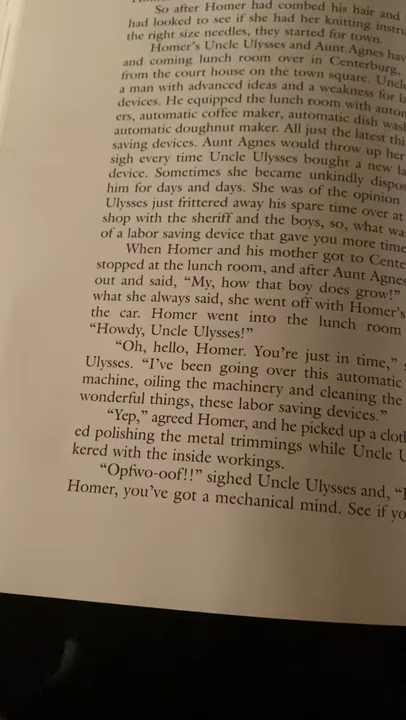 So after Homer had combed his hair and
had looked to see if she had her knitting instru
the right size needles, they started for town.
Homer's Uncle Ulysses and Aunt Agnes hav
and coming lunch room over in Centerburg,
from the court house on the town square. Uncle
a man with advanced ideas and a weakness for la
devices. He equipped the lunch room with autom
ers, automatic coffee maker, automatic dish wash
automatic doughnut maker. All just the latest thi
saving devices. Aunt Agnes would throw up her
sigh every time Uncle Ulysses bought a new la
device. Sometimes she became unkindly dispos
him for days and days. She was of the opinion
Ulysses just frittered away his spare time over at
shop with the sheriff and the boys, so, what was
of a labor saving device that gave you more time
When Homer and his mother got to Cente
stopped at the lunch room, and after Aunt Agnes
out and said, “My, how that boy does grow!”
what she always said, she went off with Homer's
the car. Homer went into the lunch room
“Howdy, Uncle Ulysses!”
“Oh, hello, Homer. You're just in time,” s
Ulysses. “I've been going over this automatic
machine, oiling the machinery and cleaning the
wonderful things, these labor saving devices.”
“Yep,” agreed Homer, and he picked up a clot
ed polishing the metal trimmings while Uncle U
kered with the inside workings.
“Opfwo-oof!!” sighed Uncle Ulysses and, “I
Homer, you've got a mechanical mind. See if yo